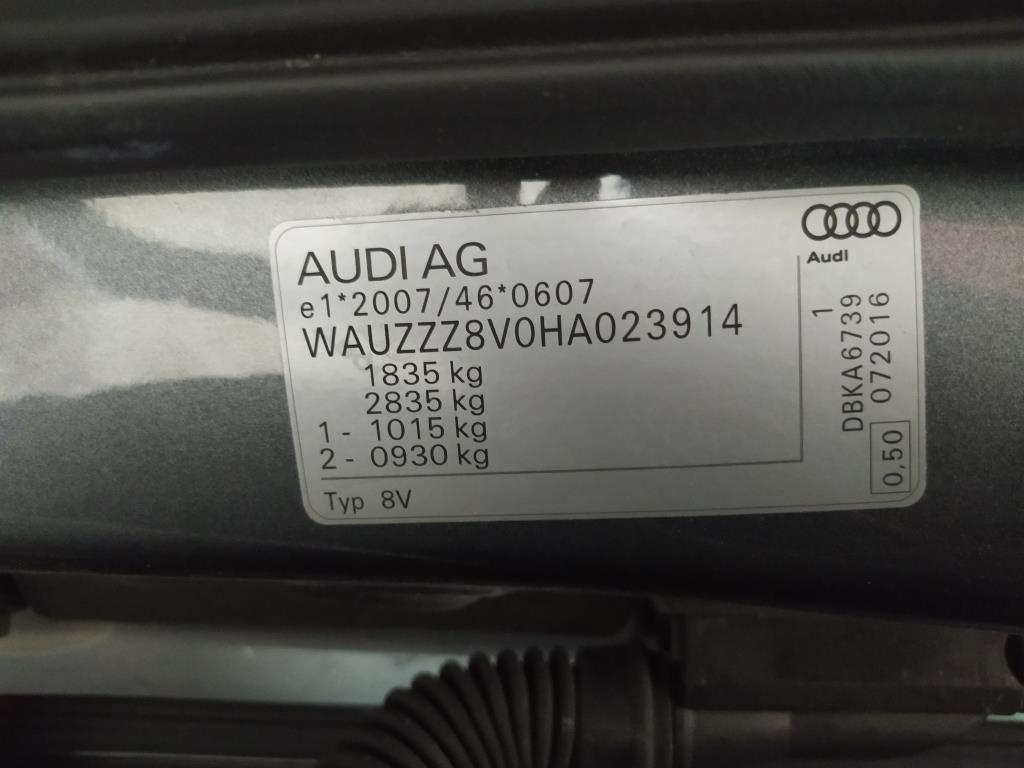 AUDI AG
e1*2007/46*0607
WAUZZZ8V0HA023914
1835 kg
2835 kg
1 - 1015 kg
2 - 0930 kg
Typ 8V
Audi
1
DBKA6739
072016
0,50